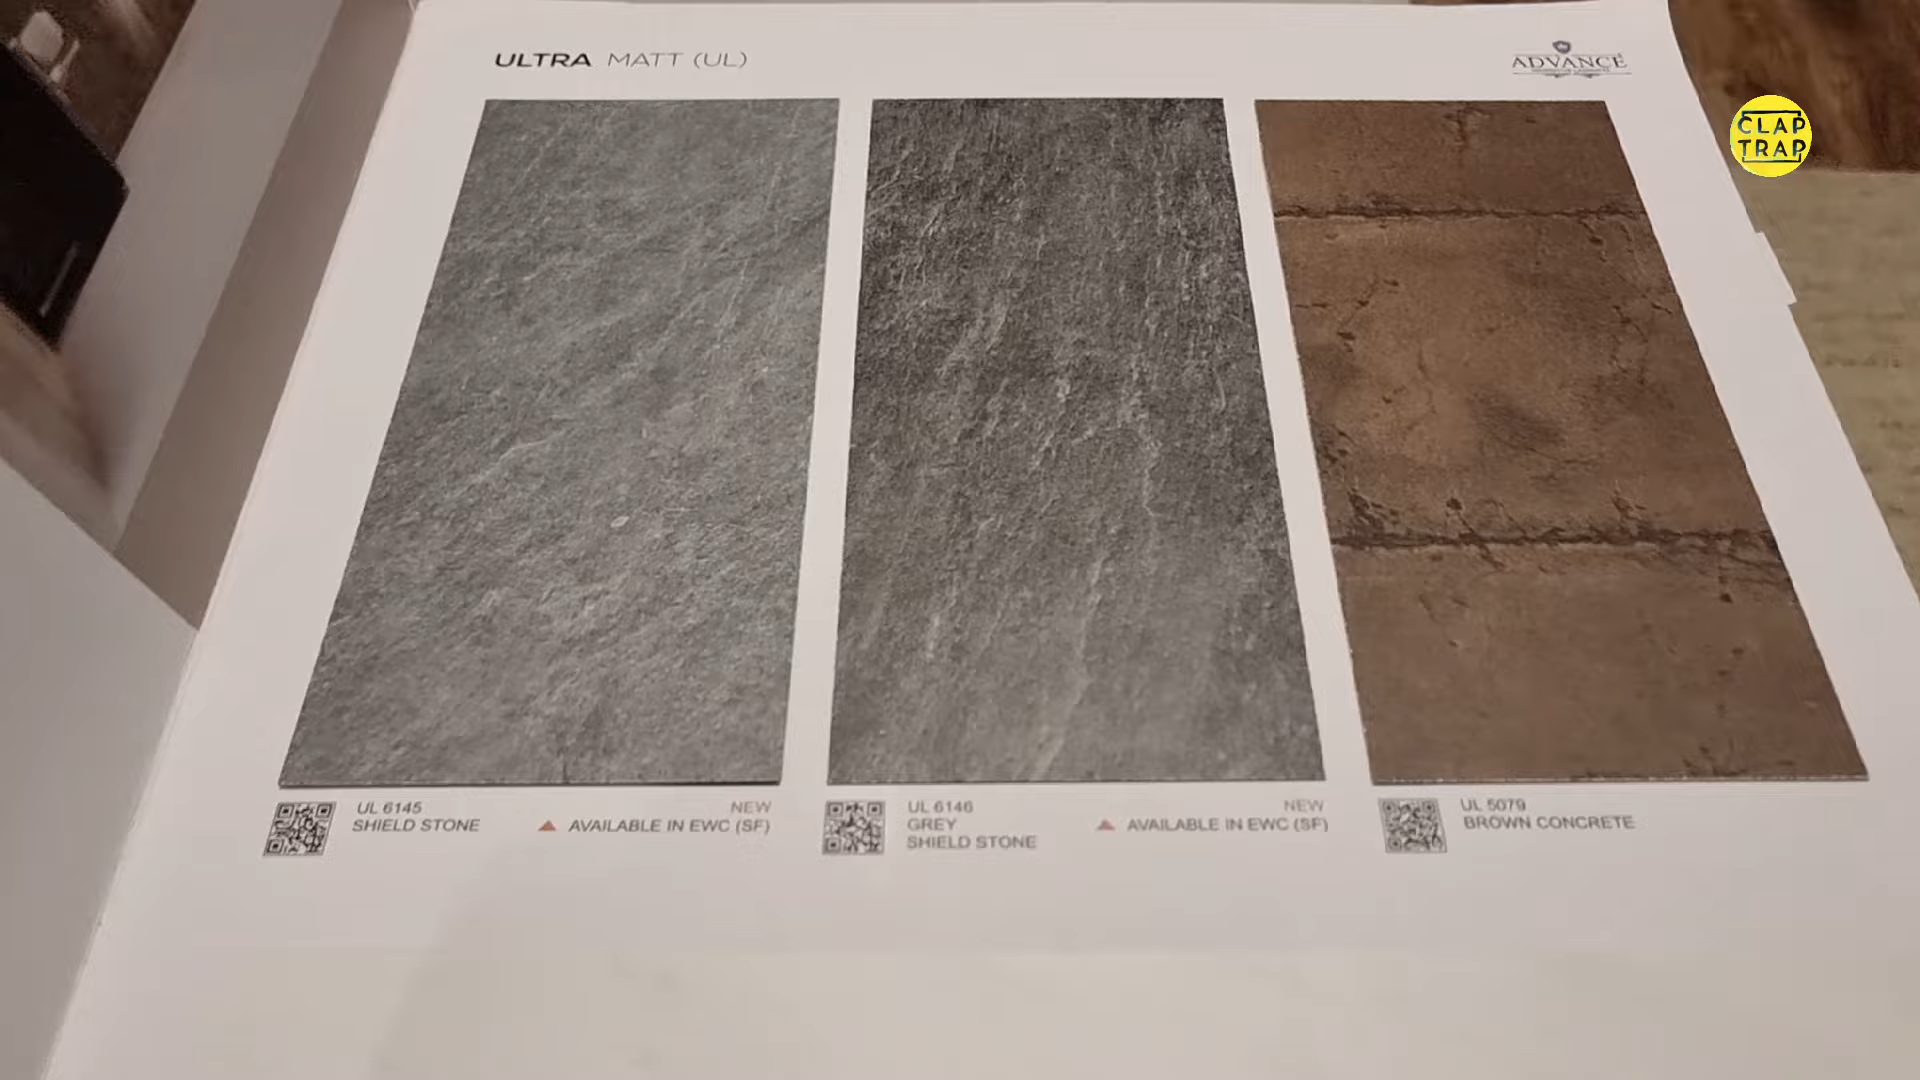 ULTRA MATT (UL)
ADVANCE
CLAP
TRAP
UL 6145
SHIELD STONE
NEW
AVAILABLE IN EWC (SF)
UL 6146
GREY
SHIELD STONE
NEW
AVAILABLE IN EWC (SF)
UL 5079
BROWN CONCRETE